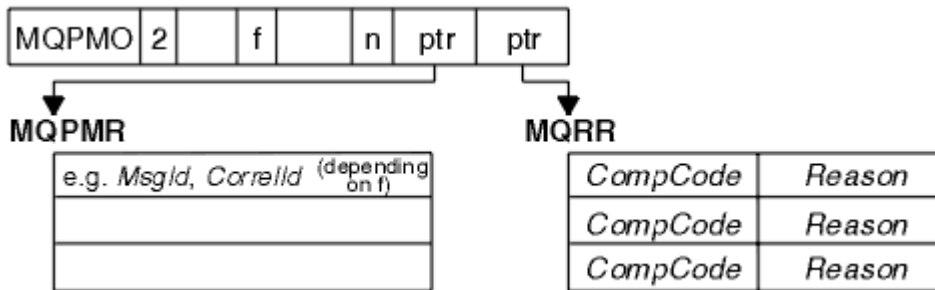 MQPMO 2 f n ptr ptr
MQPMR MQRR
e.g. MsgId, CorrelId (depending on f) CompCode Reason
CompCode Reason
CompCode Reason